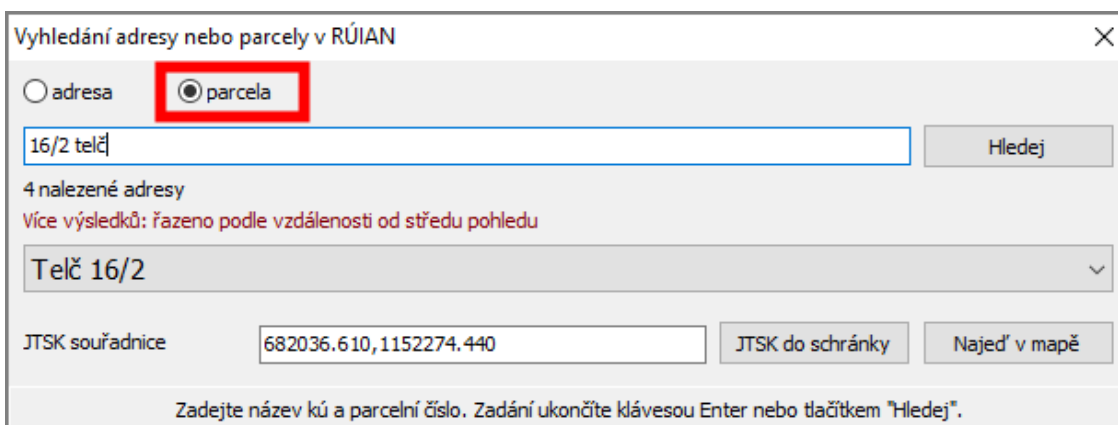 Vyhledání adresy nebo parcely v RÚIAN
adresa parcela
16/2 telč Hledej
4 nalezené adresy
Více výsledků: řazeno podle vzdálenosti od středu pohledu
Telč 16/2
JTSK souřadnice 682036.610,1152274.440 JTSK do schránky Najeď v mapě
Zadejte název kú a parcelní číslo. Zadání ukončíte klávesou Enter nebo tlačítkem "Hledej".